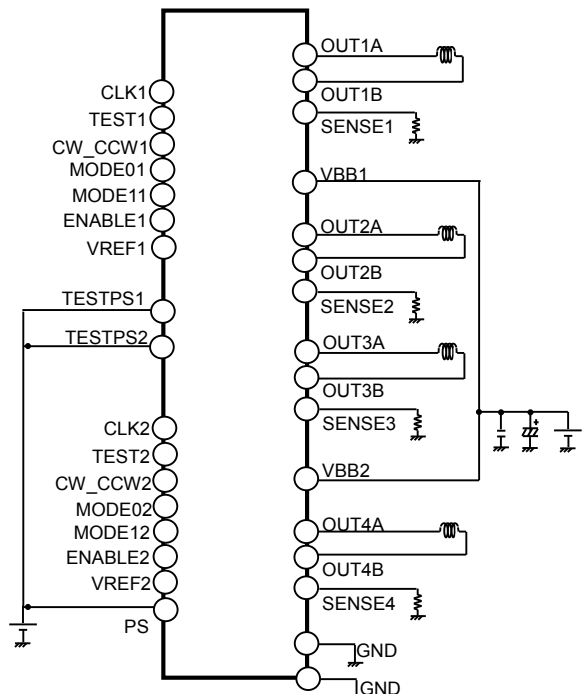 CLK1
TEST1
CW_CCW1
MODE01
MODE11
ENABLE1
VREF1
TESTPS1
TESTPS2
CLK2
TEST2
CW_CCW2
MODE02
MODE12
ENABLE2
VREF2
PS
OUT1A
OUT1B
SENSE1
VBB1
OUT2A
OUT2B
SENSE2
OUT3A
OUT3B
SENSE3
VBB2
OUT4A
OUT4B
SENSE4
GND
GND
+